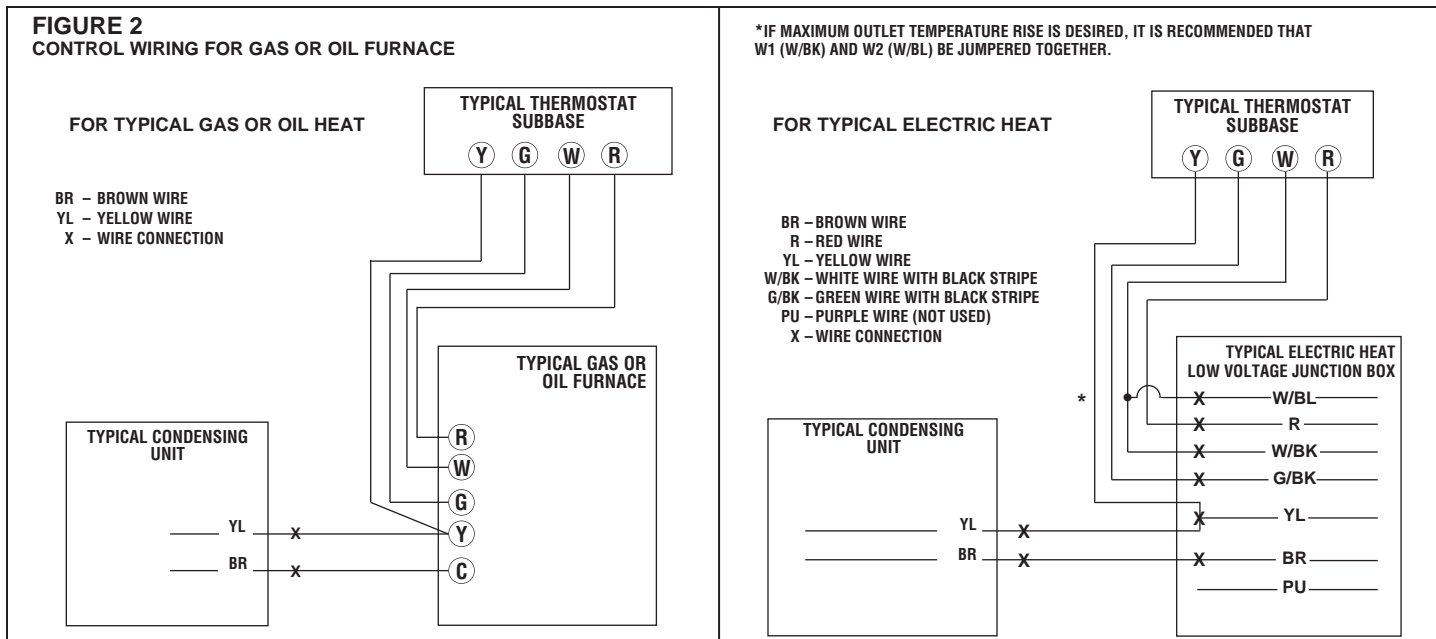 FIGURE 2
CONTROL WIRING FOR GAS OR OIL FURNACE
FOR TYPICAL GAS OR OIL HEAT
TYPICAL THERMOSTAT
SUBBASE
Y G W R
BR – BROWN WIRE
YL – YELLOW WIRE
X – WIRE CONNECTION
TYPICAL GAS OR
OIL FURNACE
R
W
G
Y
C
TYPICAL CONDENSING
UNIT
YL X
BR X
*IF MAXIMUM OUTLET TEMPERATURE RISE IS DESIRED, IT IS RECOMMENDED THAT
W1 (W/BK) AND W2 (W/BL) BE JUMPERED TOGETHER.
FOR TYPICAL ELECTRIC HEAT
TYPICAL THERMOSTAT
SUBBASE
Y G W R
BR – BROWN WIRE
R – RED WIRE
YL – YELLOW WIRE
W/BK – WHITE WIRE WITH BLACK STRIPE
G/BK – GREEN WIRE WITH BLACK STRIPE
PU – PURPLE WIRE (NOT USED)
X – WIRE CONNECTION
TYPICAL ELECTRIC HEAT
LOW VOLTAGE JUNCTION BOX
* X W/BL
X R
X W/BK
X G/BK
X YL
X BR
PU
TYPICAL CONDENSING
UNIT
YL X
BR X